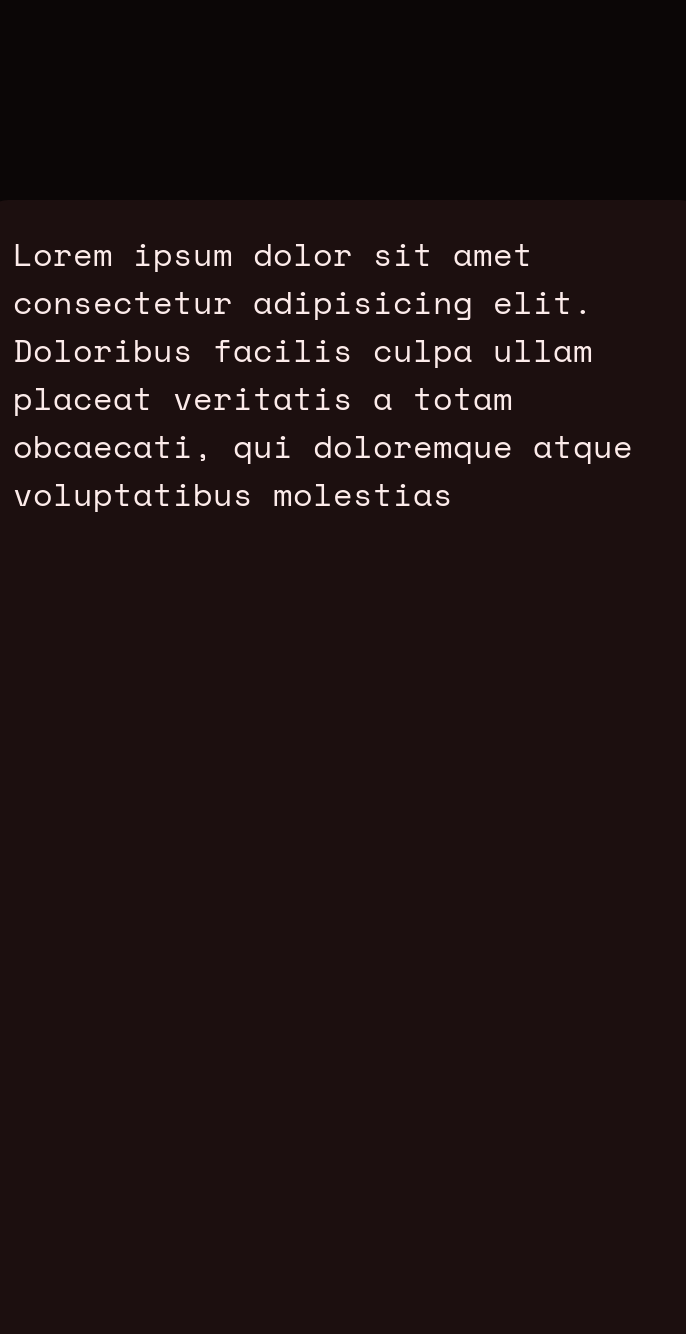 Lorem ipsum dolor sit amet
consectetur adipisicing elit.
Doloribus facilis culpa ullam
placeat veritatis a totam
obcaecati, qui doloremque atque
voluptatibus molestias